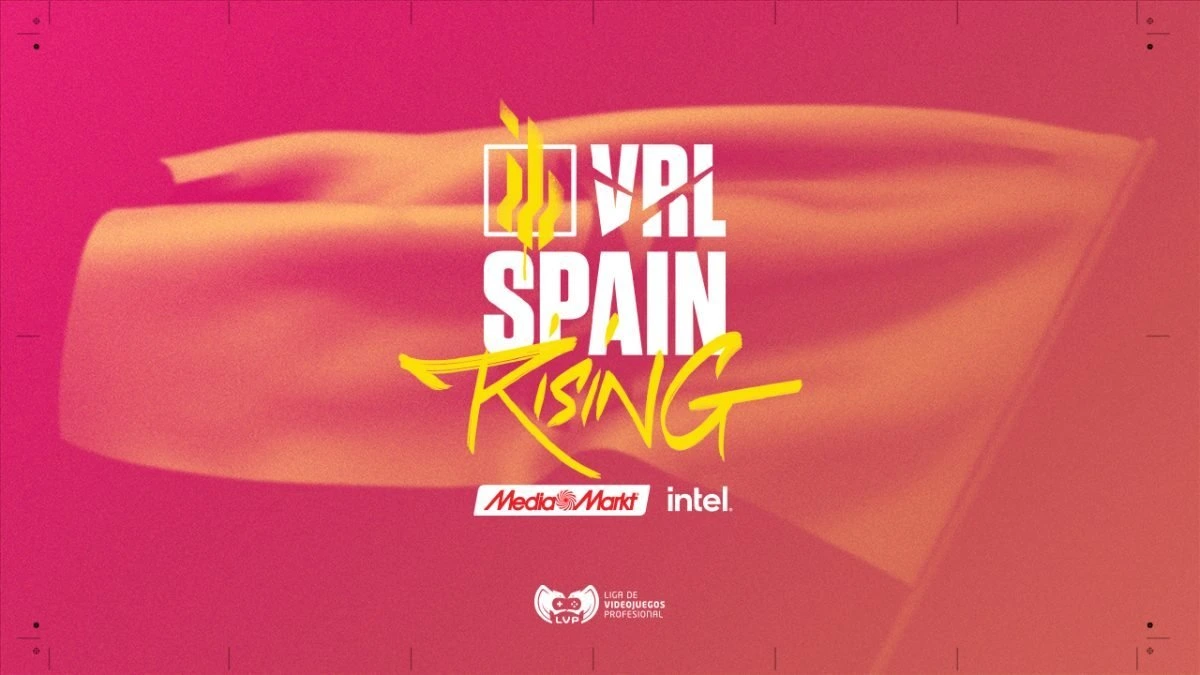 VRL
SPAIN
RISING
MediaMarkt intel.
LVP
LIGA DE
VIDEOJUEGOS
PROFESIONAL